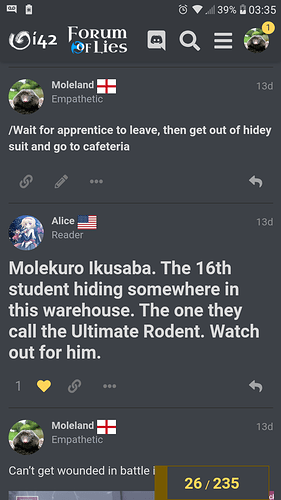 39% 03:35
i42 FORUM OF LIES
1
Moleland 13d
Empathetic
/Wait for apprentice to leave, then get out of hidey
suit and go to cafeteria
Alice 13d
Reader
Molekuro Ikusaba. The 16th
student hiding somewhere in
this warehouse. The one they
call the Ultimate Rodent. Watch
out for him.
1
Moleland 13d
Empathetic
Can't get wounded in battle
26 / 235